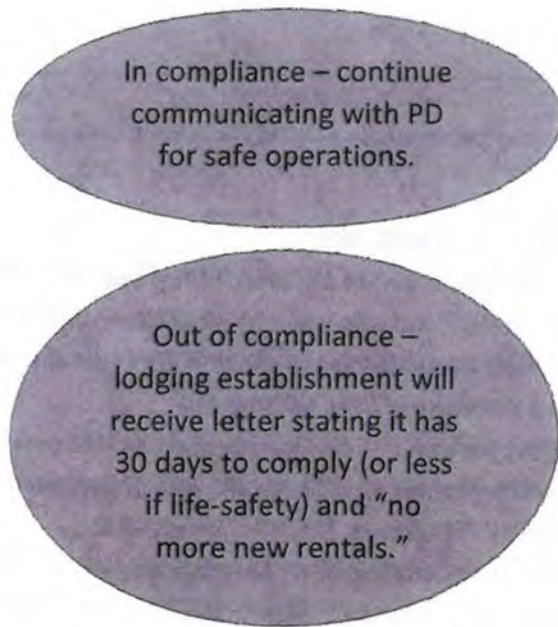 In compliance – continue
communicating with PD
for safe operations.
Out of compliance –
lodging establishment will
receive letter stating it has
30 days to comply (or less
if life-safety) and “no
more new rentals.”